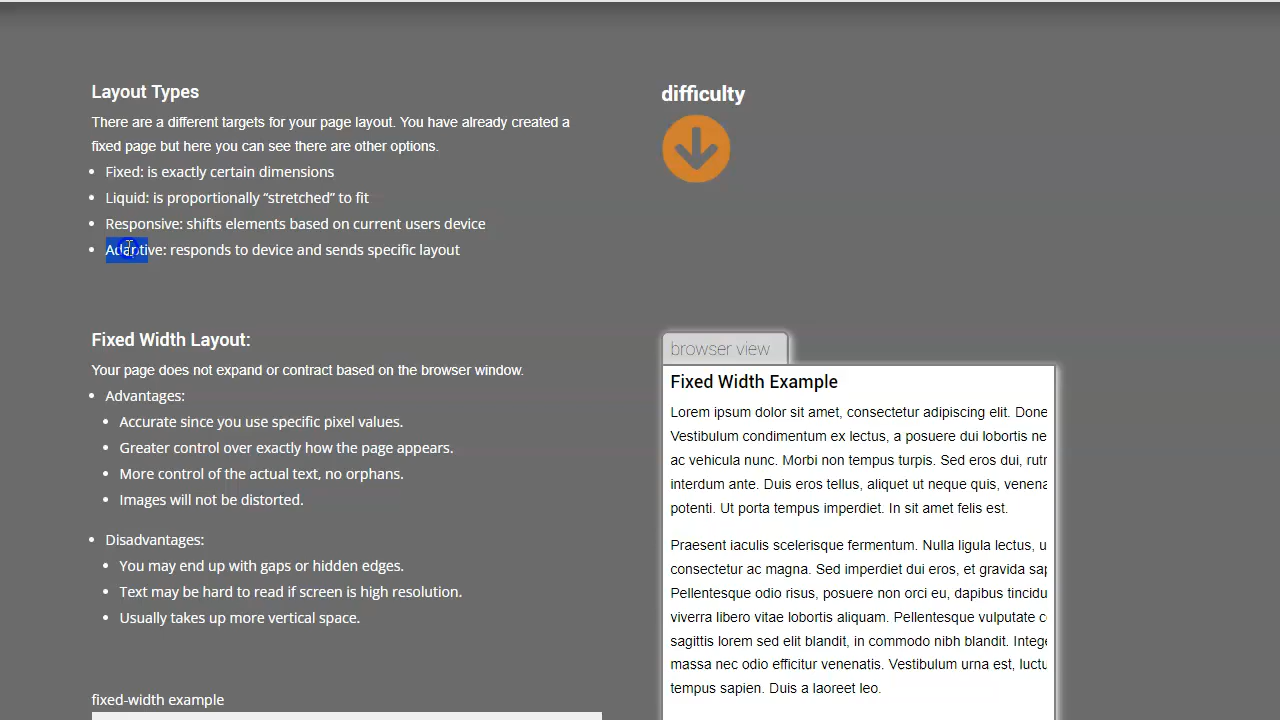 Layout Types
There are a different targets for your page layout. You have already created a
fixed page but here you can see there are other options.
Fixed: is exactly certain dimensions
Liquid: is proportionally “stretched” to fit
Responsive: shifts elements based on current users device
Adaptive: responds to device and sends specific layout
difficulty
Fixed Width Layout:
Your page does not expand or contract based on the browser window.
Advantages:
Accurate since you use specific pixel values.
Greater control over exactly how the page appears.
More control of the actual text, no orphans.
Images will not be distorted.
Disadvantages:
You may end up with gaps or hidden edges.
Text may be hard to read if screen is high resolution.
Usually takes up more vertical space.
fixed-width example
browser view
Fixed Width Example
Lorem ipsum dolor sit amet, consectetur adipiscing elit. Done
Vestibulum condimentum ex lectus, a posuere dui lobortis ne
ac vehicula nunc. Morbi non tempus turpis. Sed eros dui, rutr
interdum ante. Duis eros tellus, aliquet ut neque quis, venena
potenti. Ut porta tempus imperdiet. In sit amet felis est.
Praesent iaculis scelerisque fermentum. Nulla ligula lectus, u
consectetur ac magna. Sed imperdiet dui eros, et gravida sap
Pellentesque odio risus, posuere non orci eu, dapibus tincidu
viverra libero vitae lobortis aliquam. Pellentesque vulputate c
sagittis lorem sed elit blandit, in commodo nibh blandit. Intege
massa nec odio efficitur venenatis. Vestibulum urna est, luctu
tempus sapien. Duis a laoreet leo.